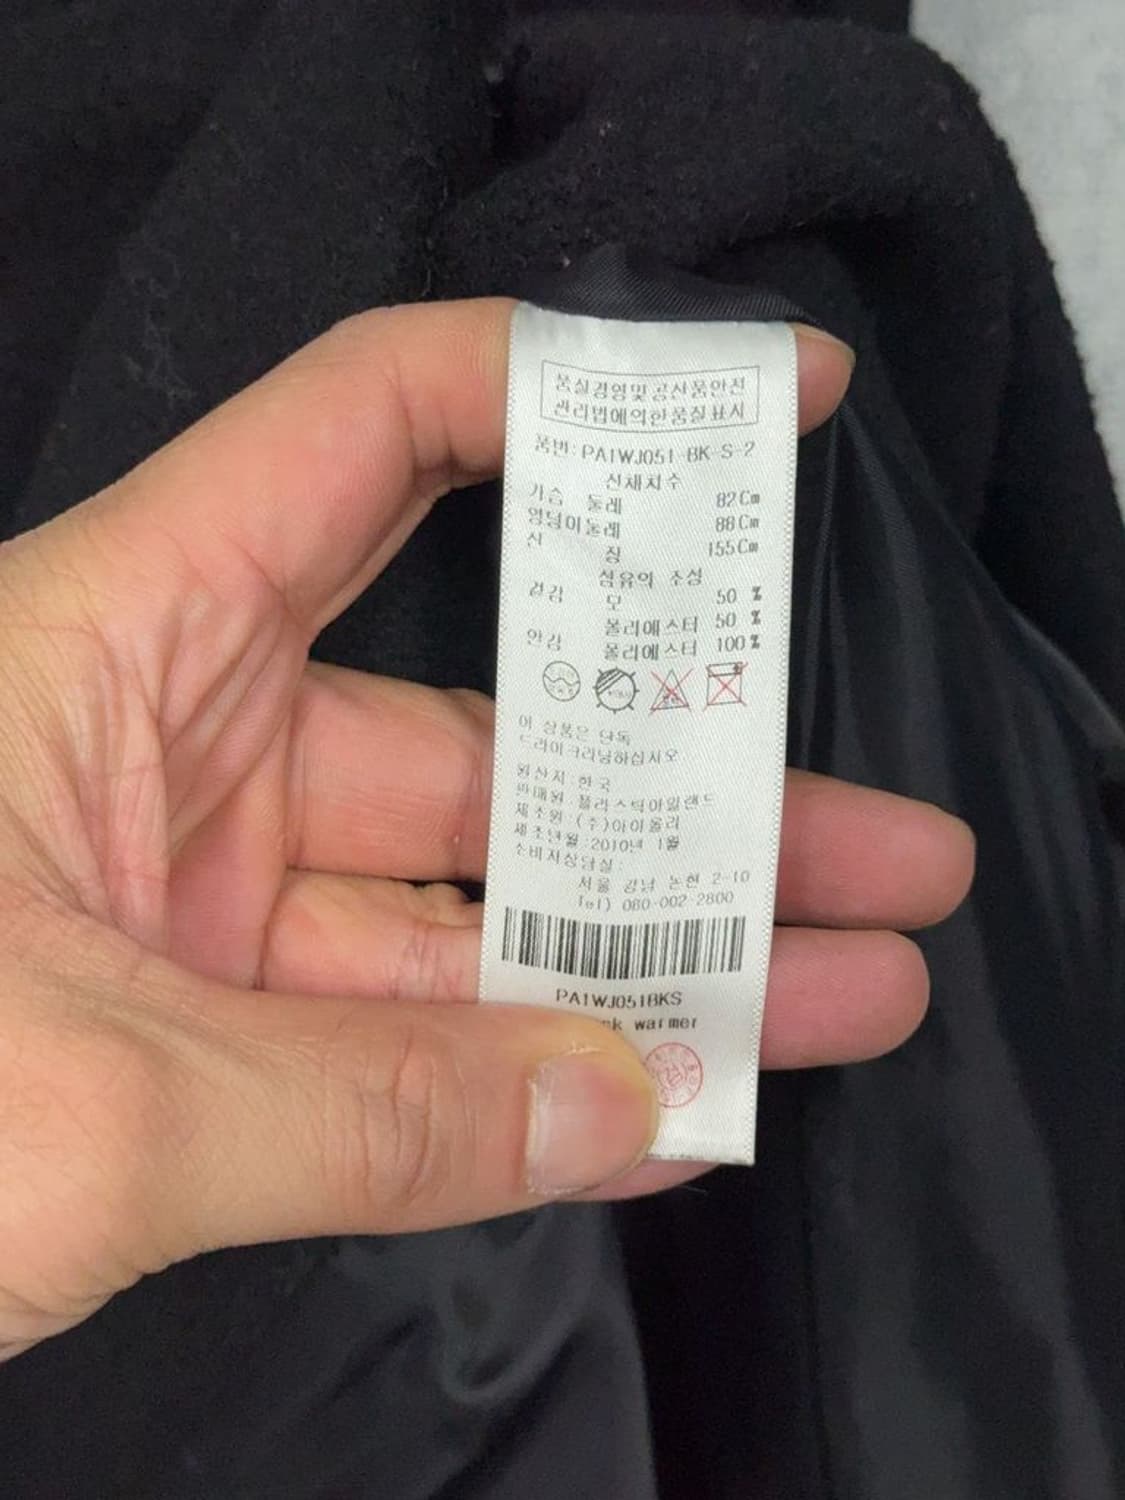 품실경영및공산품안전
관리법에의한품질표시
품번:PA1WJ051-BK-S-2
신체치수
가슴 둘레 82Cm
엉덩이둘레 88Cm
신 장 155Cm
섬유의 조성
겉감 모 50 %
폴리에스터 50 %
안감 폴리에스터 100%
이 상품은 단독
드라이크리닝하십시오
원산지:한국
판매원:플라스틱아일랜드
제조원:(주)아이올리
제조년월:2010년 1월
소비자상담실:
서울 강남 논현 2-10
Tel) 080-002-2800
PA1WJ051BKS
warmer